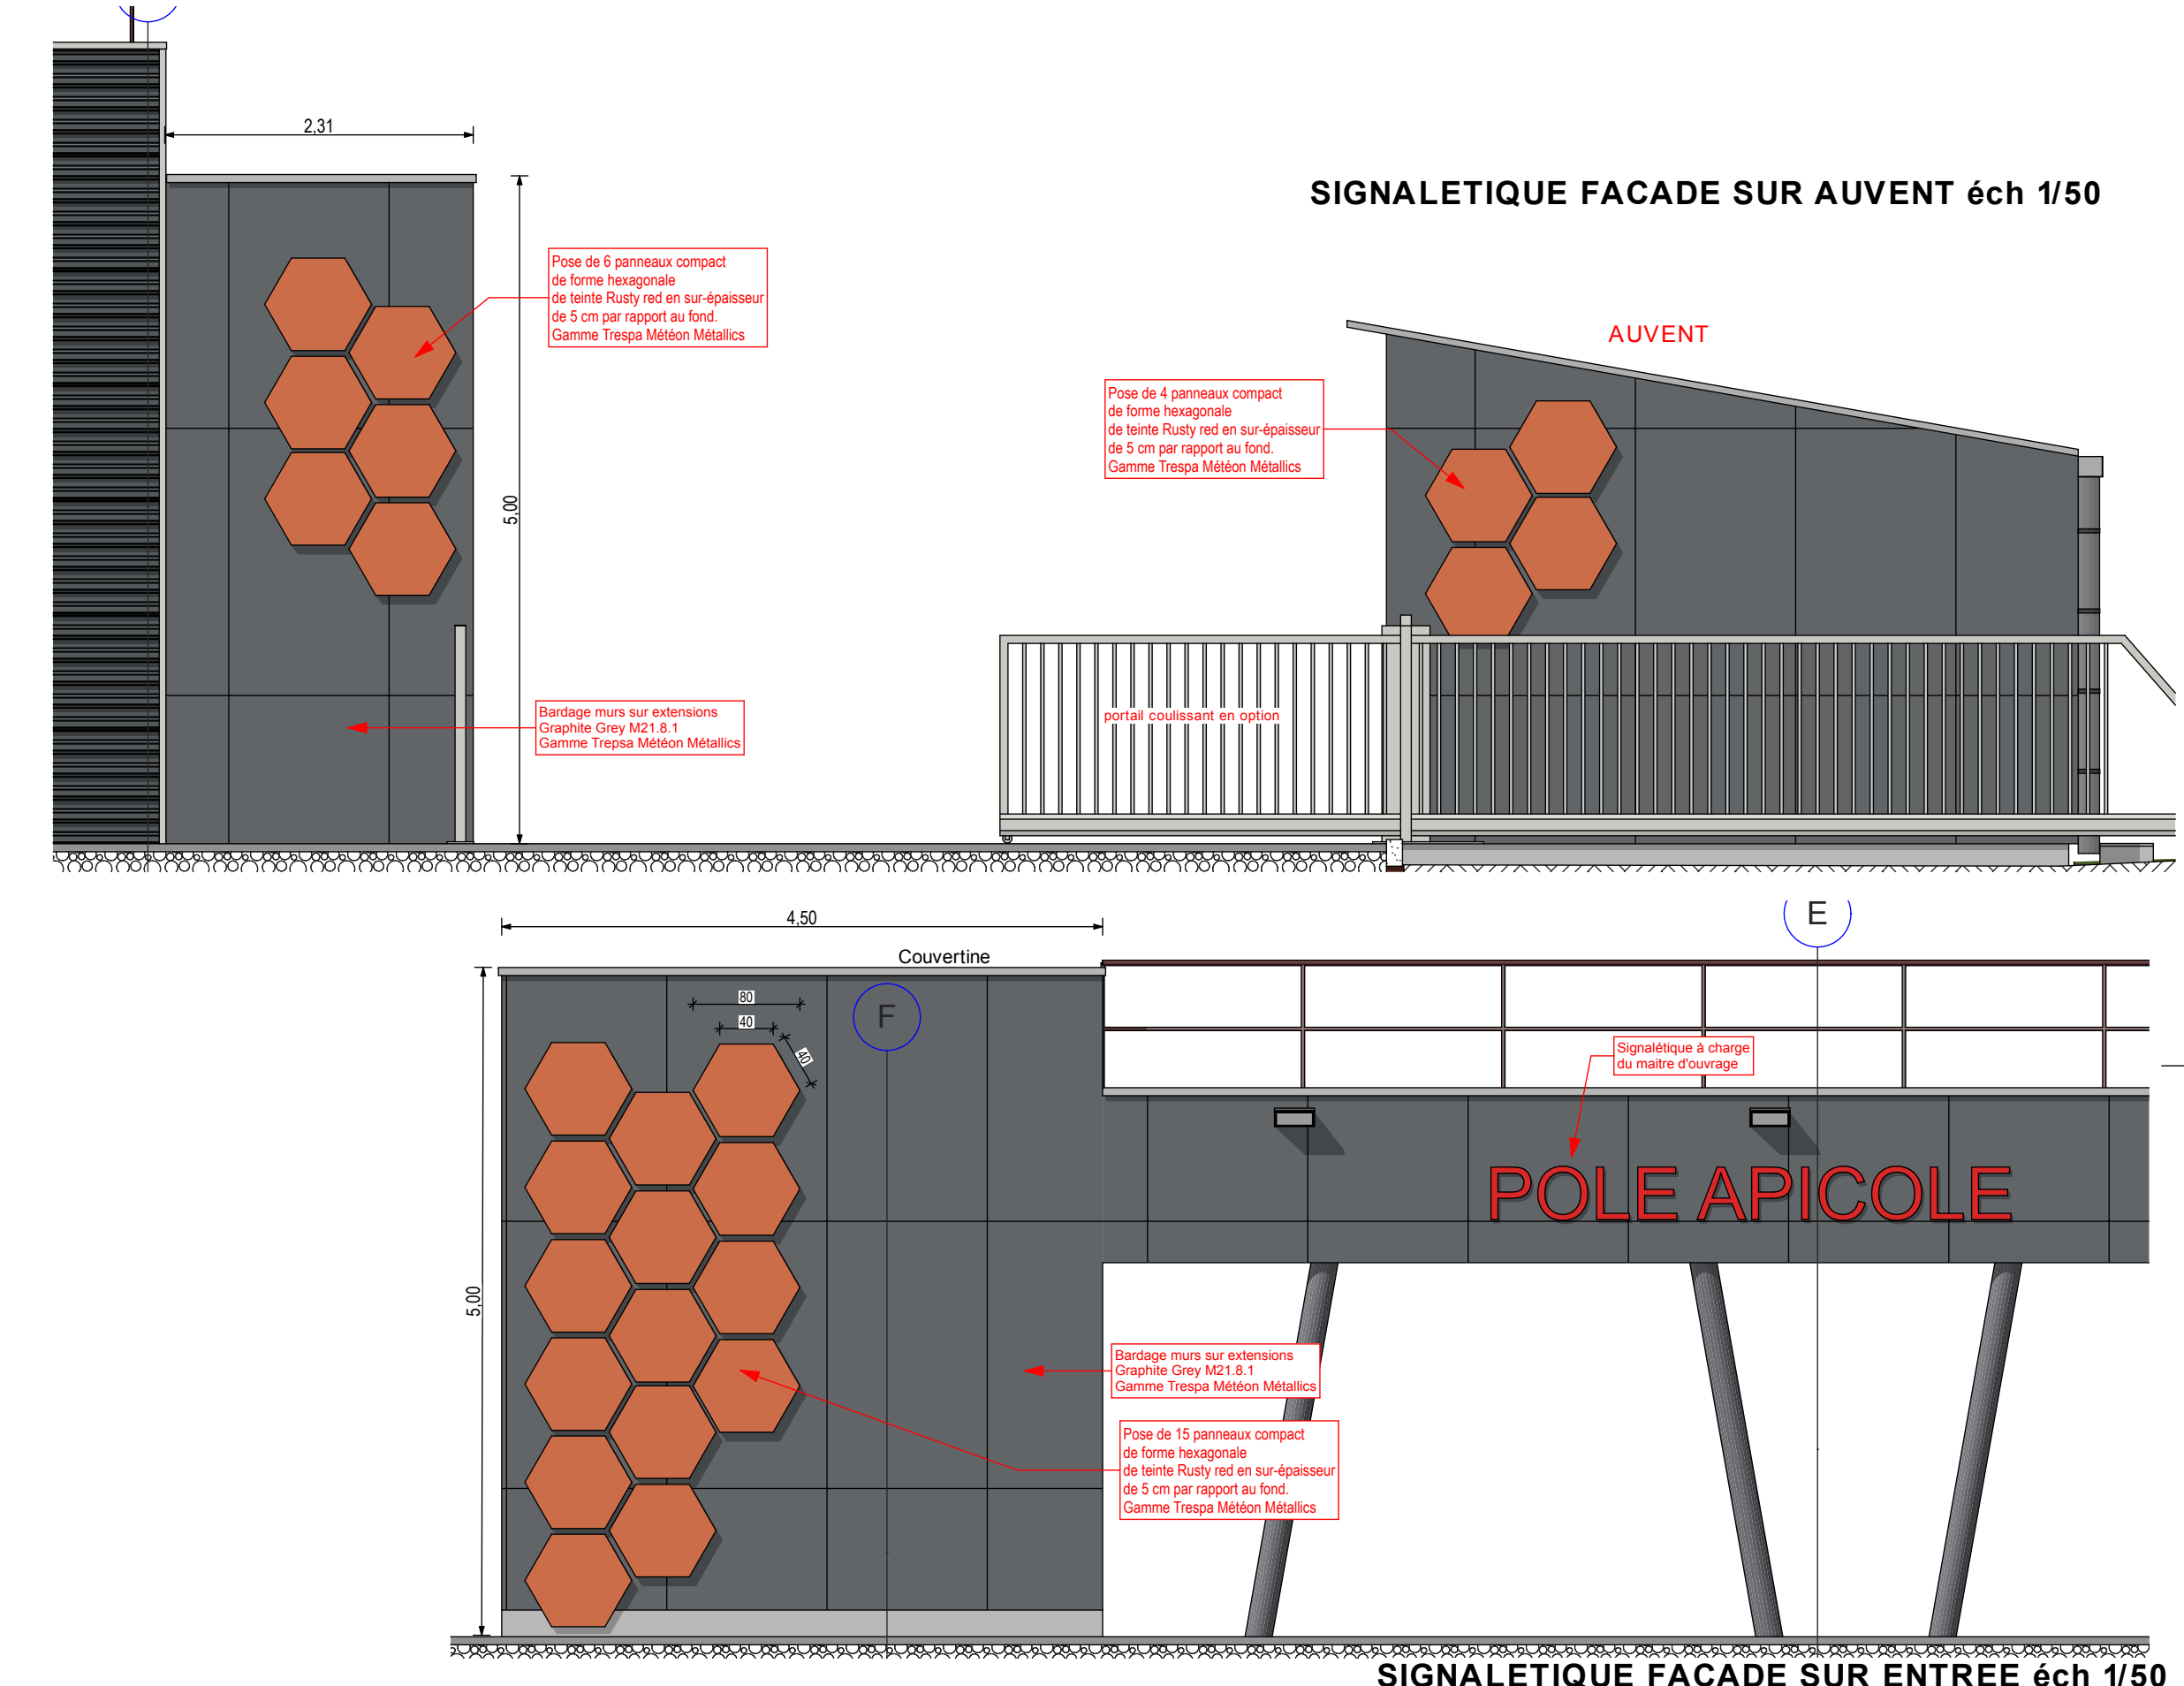 2,31
SIGNALETIQUE FACADE SUR AUVENT éch 1/50
Pose de 6 panneaux compact
de forme hexagonale
de teinte Rusty red en sur-épaisseur
de 5 cm par rapport au fond.
Gamme Trespa Météon Métallics
AUVENT
Pose de 4 panneaux compact
de forme hexagonale
de teinte Rusty red en sur-épaisseur
de 5 cm par rapport au fond.
Gamme Trespa Météon Métallics
5,00
Bardage murs sur extensions
Graphite Grey M21.8.1
Gamme Trepsa Météon Métallics
portail coulissant en option
4,50
E
Couvertine
80
F
40
40
Signalétique à charge
du maitre d'ouvrage
POLE APICOLE
5,00
Bardage murs sur extensions
Graphite Grey M21.8.1
Gamme Trespa Météon Métallics
Pose de 15 panneaux compact
de forme hexagonale
de teinte Rusty red en sur-épaisseur
de 5 cm par rapport au fond.
Gamme Trespa Météon Métallics
SIGNALETIQUE FACADE SUR ENTREE éch 1/50